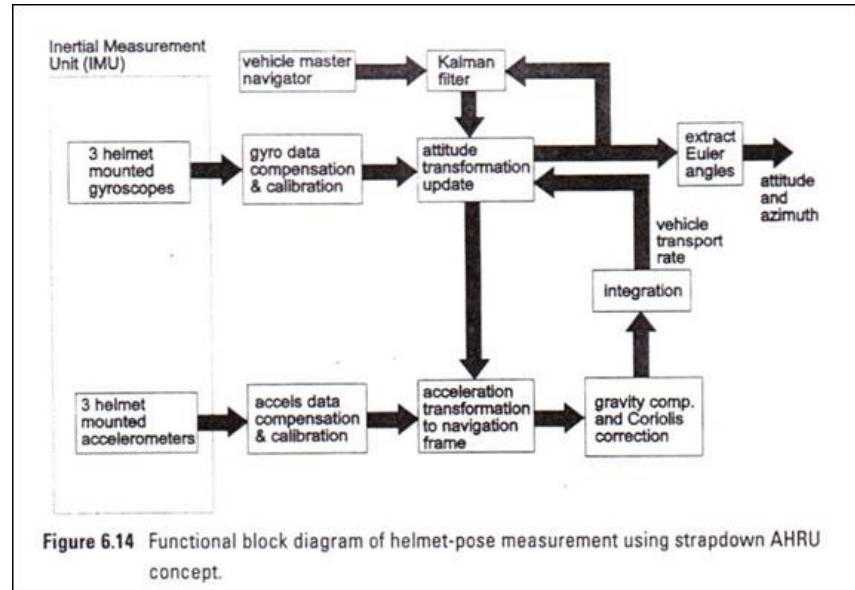 Inertial Measurement
Unit (IMU)
vehicle master
navigator
Kalman
filter
3 helmet
mounted
gyroscopes
gyro data
compensation
& calibration
attitude
transformation
update
extract
Euler
angles
attitude
and
azimuth
vehicle
transport
rate
integration
3 helmet
mounted
accelerometers
accels data
compensation
& calibration
acceleration
transformation
to navigation
frame
gravity comp.
and Coriolis
correction
Figure 6.14 Functional block diagram of helmet-pose measurement using strapdown AHRU
concept.